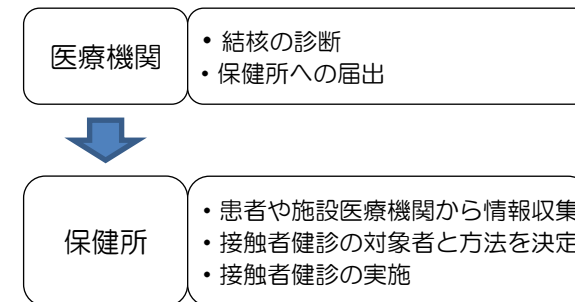 医療機関
• 結核の診断
• 保健所への届出
保健所
• 患者や施設医療機関から情報収集
• 接触者健診の対象者と方法を決定
• 接触者健診の実施